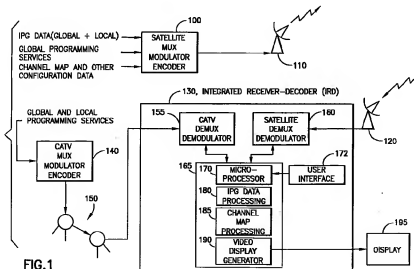 IPG DATA(GLOBAL + LOCAL)
GLOBAL PROGRAMMING
SERVICES
CHANNEL MAP AND OTHER
CONFIGURATION DATA
100
SATELLITE
MUX
MODULATOR
ENCODER
110
GLOBAL AND LOCAL
PROGRAMMING SERVICES
CATV
MUX
MODULATOR
ENCODER
140
150
130, INTEGRATED RECEIVER-DECODER (IRD)
155
CATV
DEMUX
DEMODULATOR
160
SATELLITE
DEMUX
DEMODULATOR
120
165
170
MICRO-
PROCESSOR
172
USER
INTERFACE
180
IPG DATA
PROCESSING
185
CHANNEL
MAP
PROCESSING
190
VIDEO
DISPLAY
GENERATOR
195
DISPLAY
FIG.1